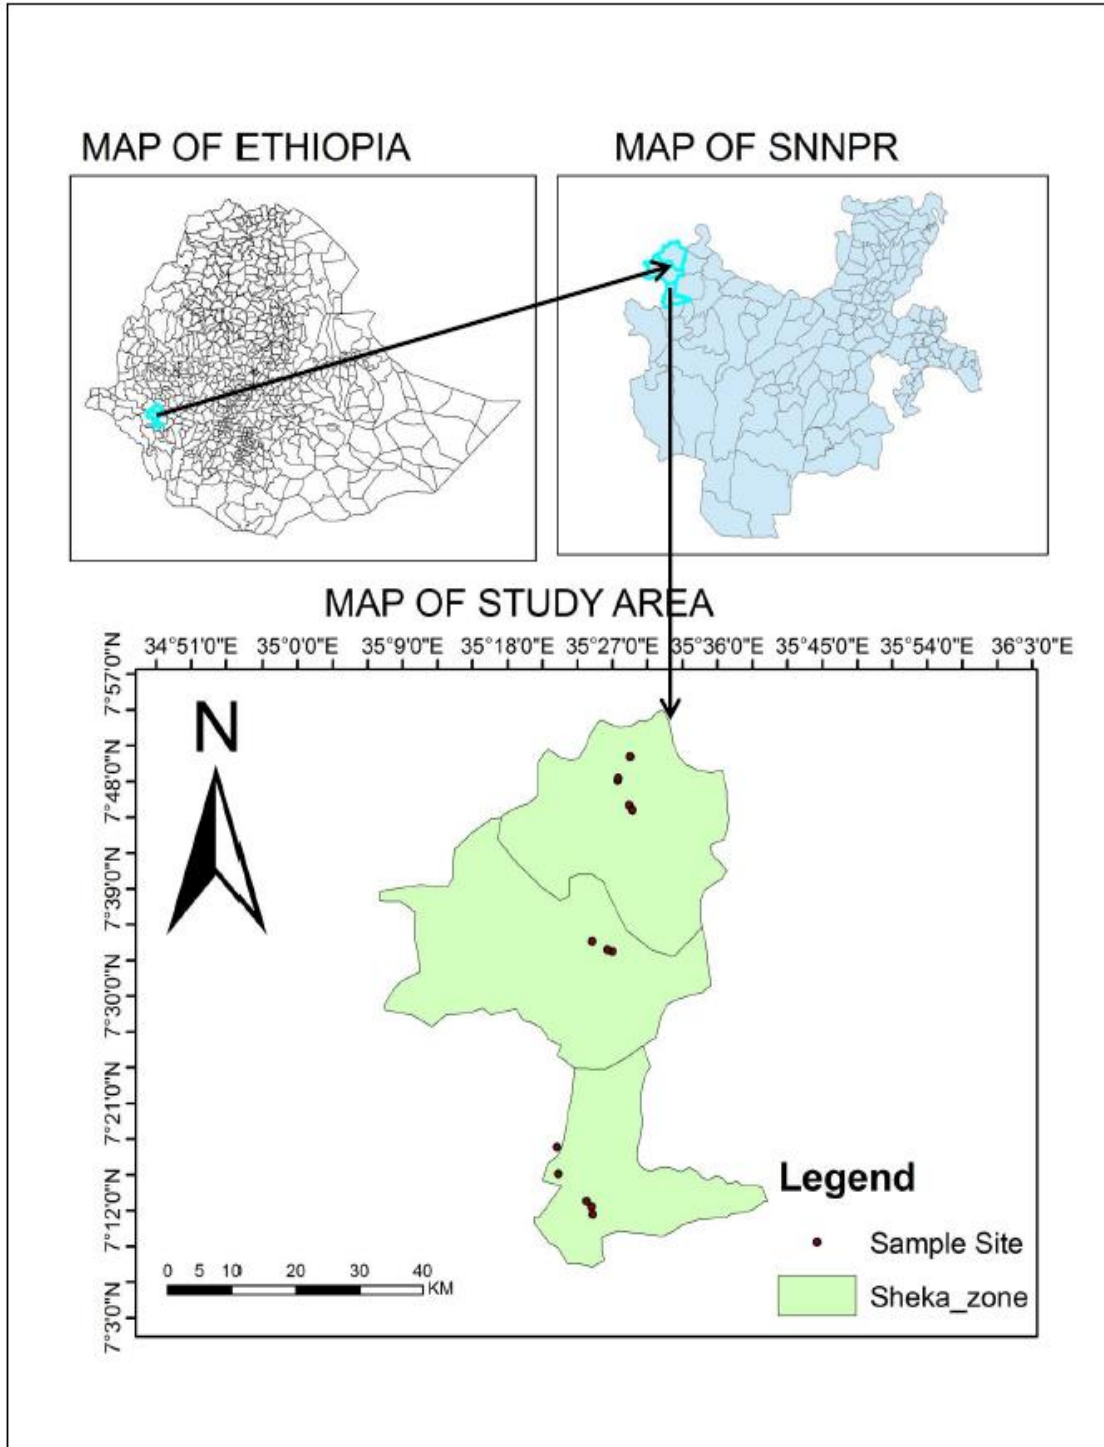 MAP OF ETHIOPIA
MAP OF SNNPR
MAP OF STUDY AREA
34°51'0"E 35°0'0"E 35°9'0"E 35°18'0"E 35°27'0"E 35°36'0"E 35°45'0"E 35°54'0"E 36°3'0"E
7°57'0"N
7°48'0"N
7°39'0"N
7°30'0"N
7°21'0"N
7°12'0"N
7°3'0"N
N
Legend
Sample Site
Sheka_zone
0 5 10 20 30 40
KM